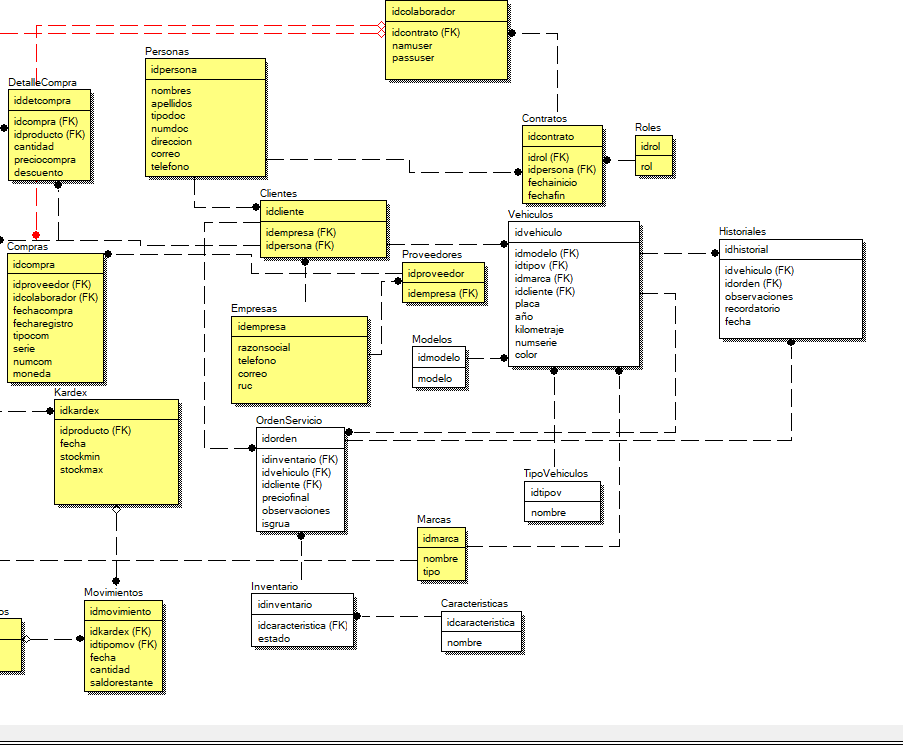 idcolaborador
idcontrato (FK)
namuser
passuser
Personas
idpersona
nombres
apellidos
tipodoc
numdoc
direccion
correo
telefono
DetalleCompra
iddetcompra
idcompra (FK)
idproducto (FK)
cantidad
preciocompra
descuento
Contratos
idcontrato
idrol (FK)
idpersona (FK)
fechainicio
fechafin
Roles
idrol
rol
Clientes
idcliente
idempresa (FK)
idpersona (FK)
Vehiculos
idvehiculo
idmodelo (FK)
idtipov (FK)
idmarca (FK)
idcliente (FK)
placa
año
kilometraje
numserie
color
Historiales
idhistorial
idvehiculo (FK)
idorden (FK)
observaciones
recordatorio
fecha
Compras
idcompra
idproveedor (FK)
idcolaborador (FK)
fechacompra
fecharegistro
tipocom
serie
numcom
moneda
Proveedores
idproveedor
idempresa (FK)
Empresas
idempresa
razonsocial
telefono
correo
ruc
Modelos
idmodelo
modelo
Kardex
idkardex
idproducto (FK)
fecha
stockmin
stockmax
OrdenServicio
idorden
idinventario (FK)
idvehiculo (FK)
idcliente (FK)
preciofinal
observaciones
isgrua
TipoVehiculos
idtipov
nombre
Marcas
idmarca
nombre
tipo
Movimientos
idmovimiento
idkardex (FK)
idtipomov (FK)
fecha
cantidad
saldorestante
Inventario
idinventario
idcaracteristica (FK)
estado
Caracteristicas
idcaracteristica
nombre
os